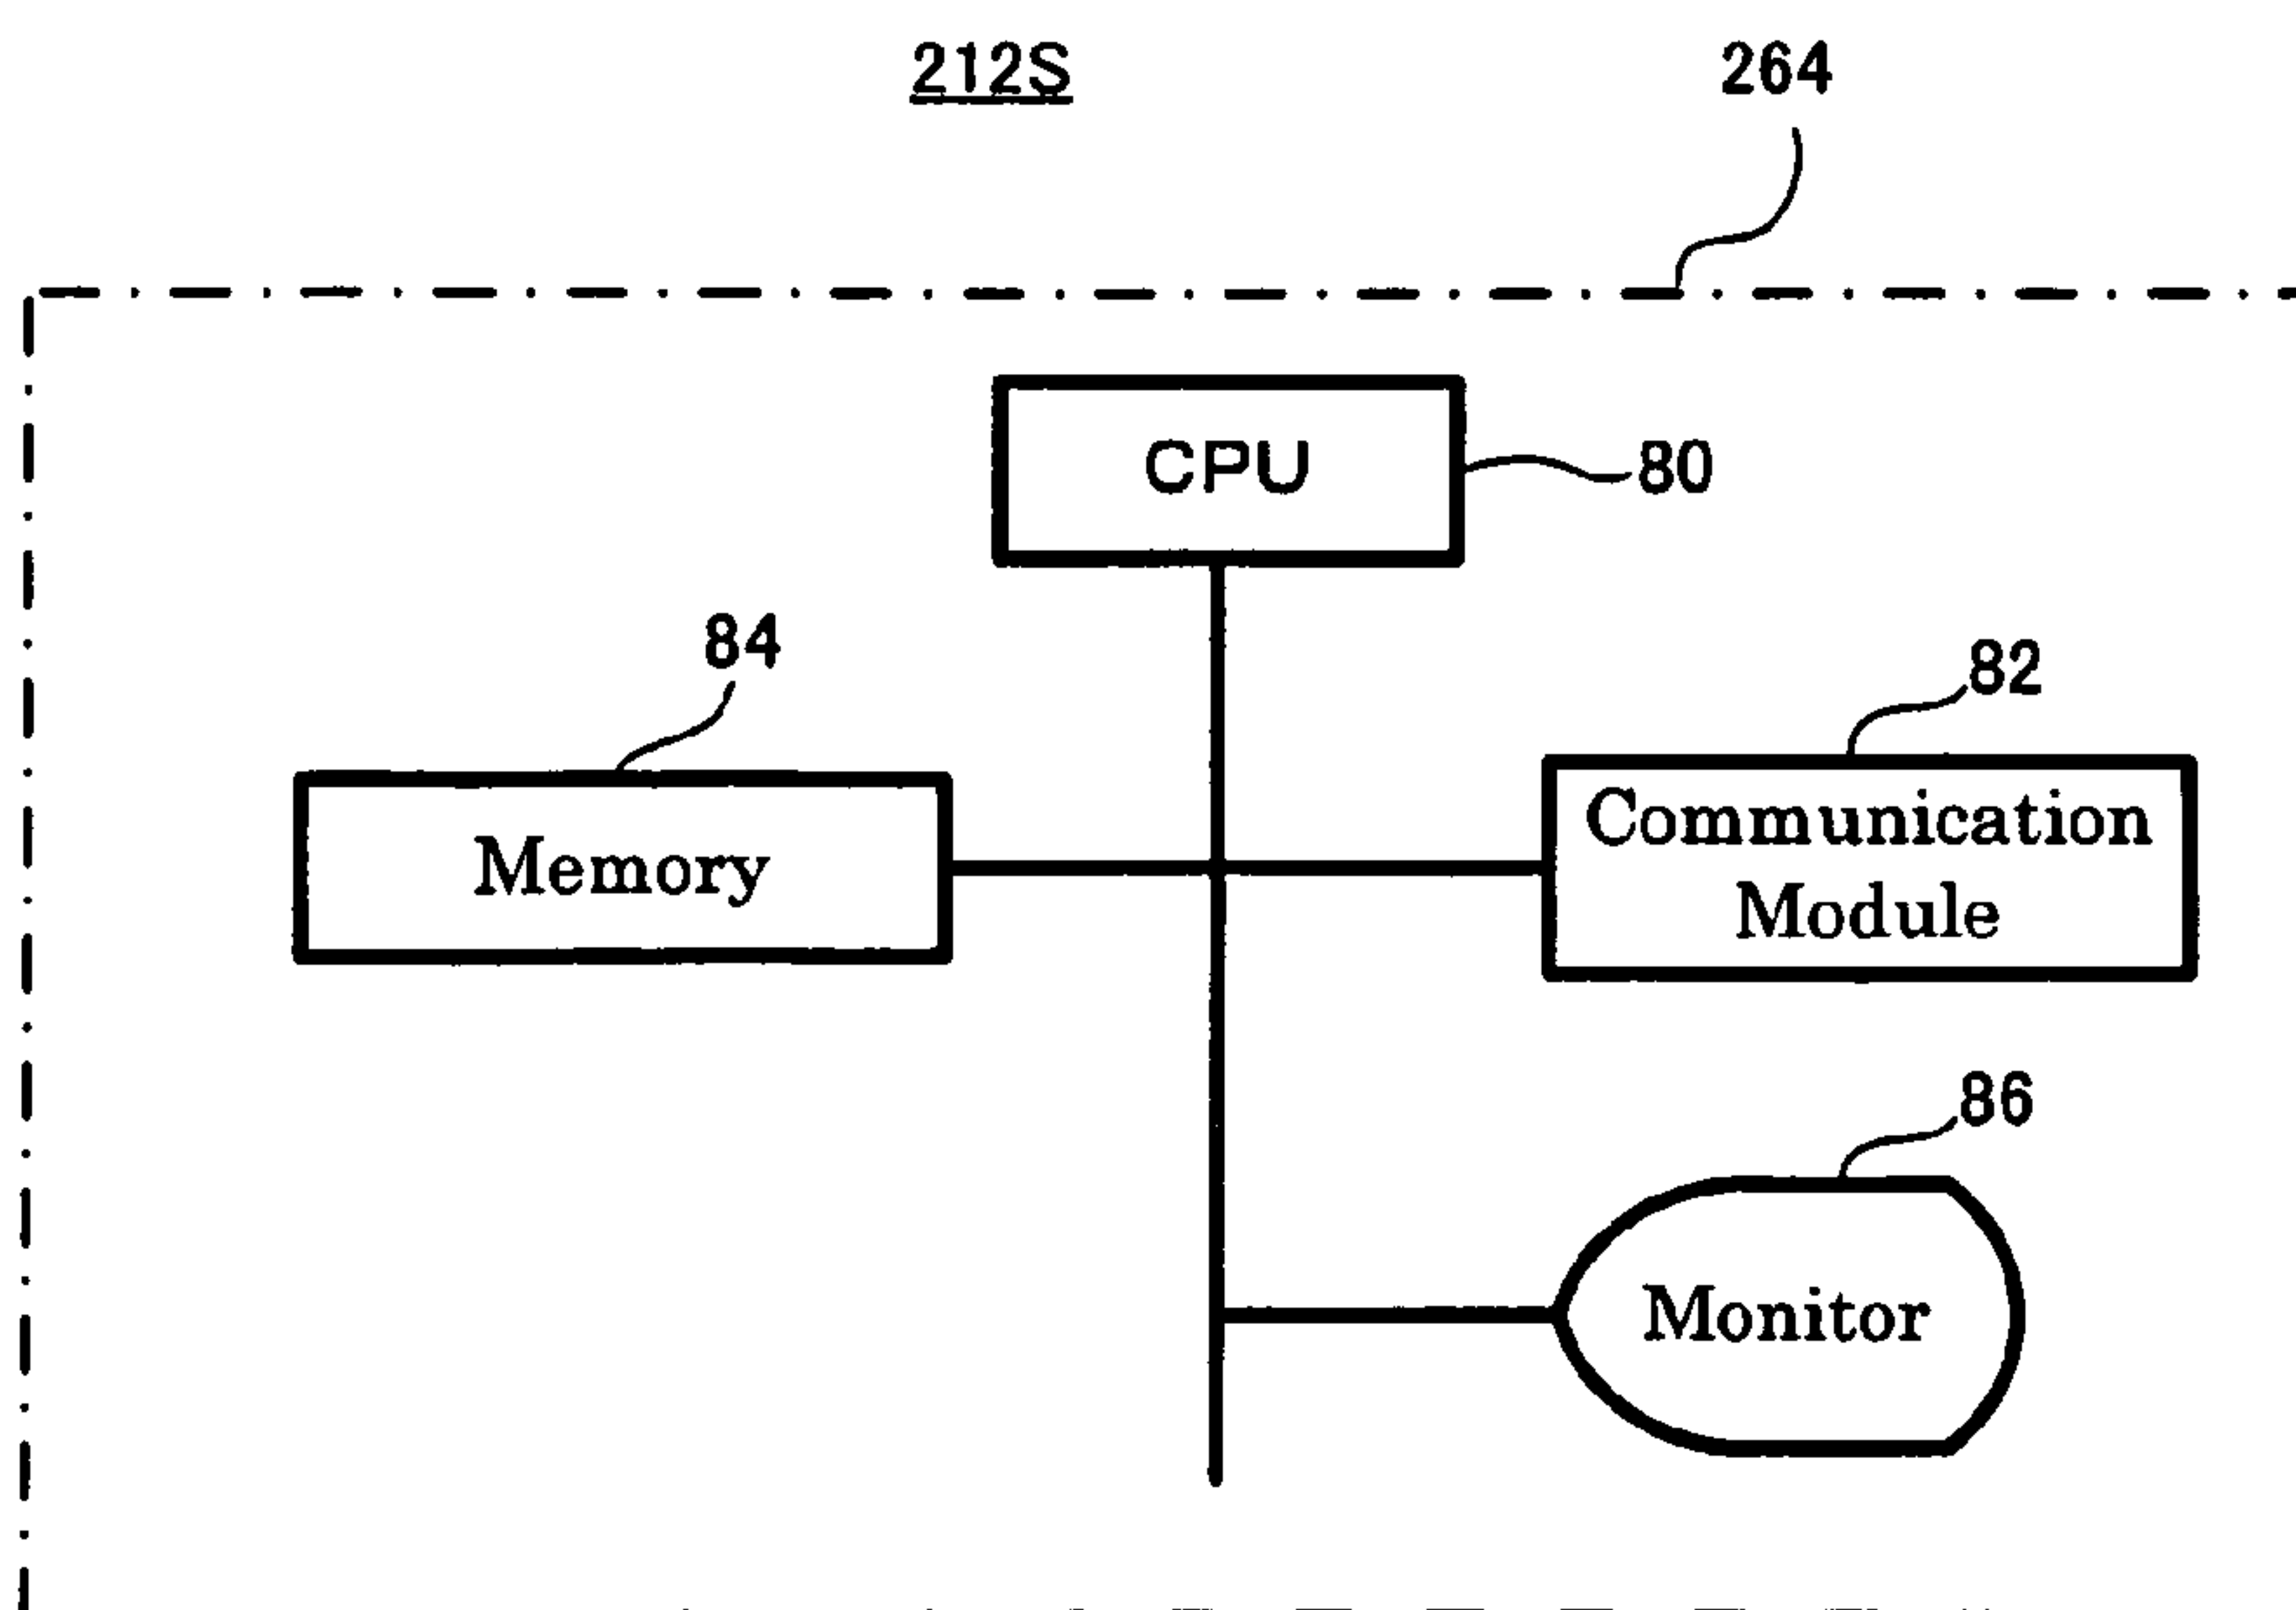 212S
264
CPU
80
84
82
Memory
Communication
Module
86
Monitor